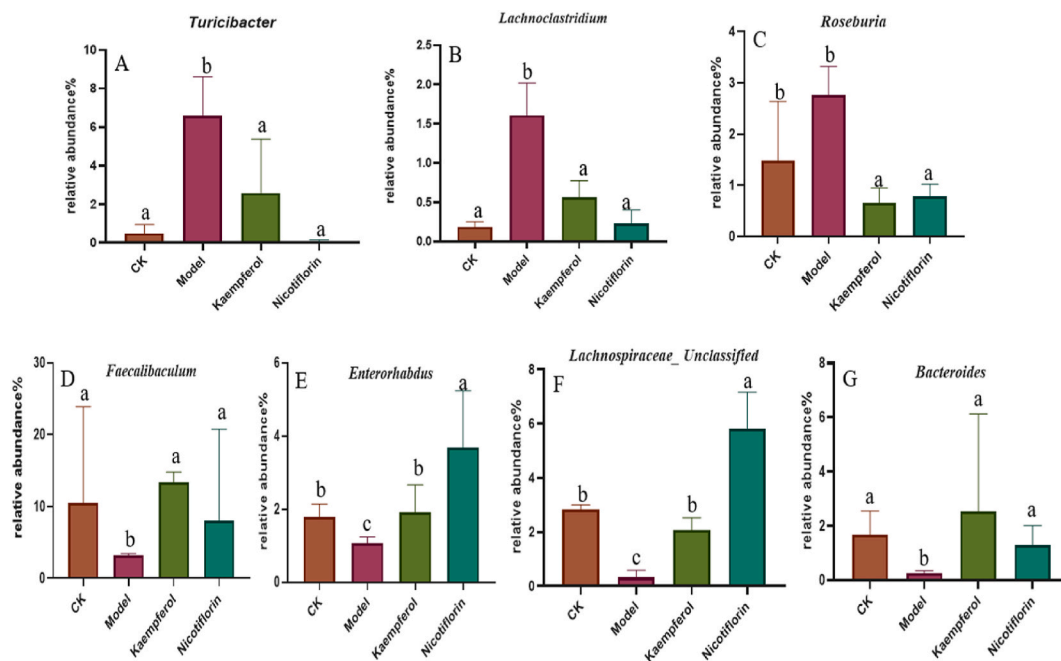 Turicibacter
A
relative abundance%
10
8
6
4
2
0
a
b
a
a
CK
Model
Kaempferol
Nicotiflorin
Lachnoclastridium
B
relative abundance%
2.5
2.0
1.5
1.0
0.5
0.0
a
b
a
a
CK
Model
Kaempferol
Nicotiflorin
Roseburia
C
relative abundance%
4
3
2
1
0
b
b
a
a
CK
Model
Kaempferol
Nicotiflorin
Faecalibaculum
D
relative abundance%
30
20
10
0
a
b
a
a
CK
Model
Kaempferol
Nicotiflorin
Enterorhabdus
E
relative abundance%
6
4
2
0
b
c
b
a
CK
Model
Kaempferol
Nicotiflorin
Lachnospiraceae_ Unclassified
F
relative abundance%
8
6
4
2
0
b
c
b
a
CK
Model
Kaempferol
Nicotiflorin
Bacteroides
G
relative abundance%
8
6
4
2
0
a
b
a
a
CK
Model
Kaempferol
Nicotiflorin